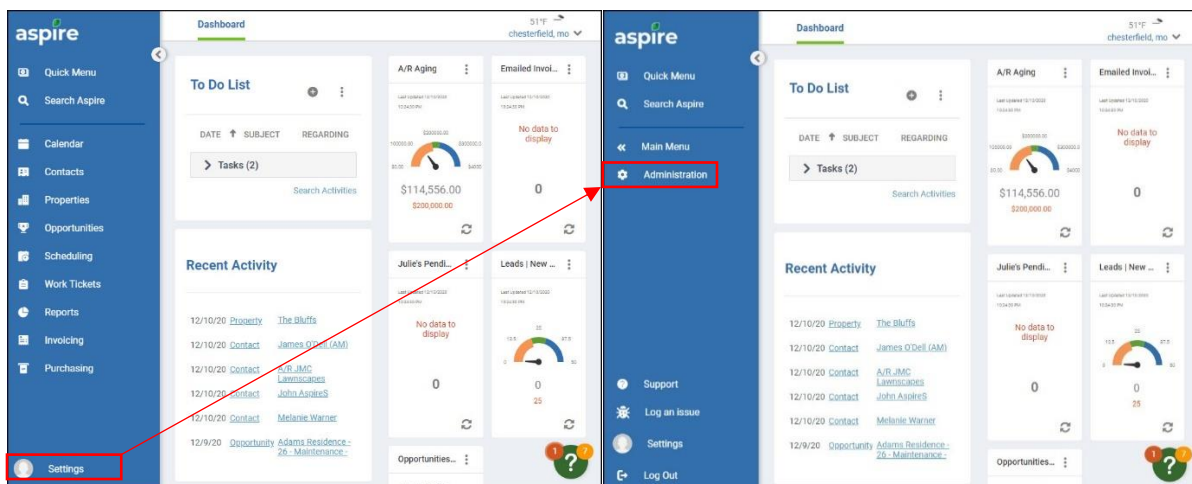 aspire
Quick Menu
Search Aspire
Calendar
Contacts
Properties
Opportunities
Scheduling
Work Tickets
Reports
Invoicing
Purchasing
Settings
Dashboard
51°F
chesterfield, mo
To Do List
DATE SUBJECT REGARDING
Tasks (2)
Search Activities
Recent Activity
12/10/20 Property The Bluffs
12/10/20 Contact James O'Dell (AM)
12/10/20 Contact A/R JMC
Lawnscapes
12/10/20 Contact John AspireS
12/10/20 Contact Melanie Warner
12/9/20 Opportunity Adams Residence -
26 - Maintenance -
A/R Aging
$114,556.00
$200,000.00
Emailed Invoi...
No data to
display
0
Julie's Pendi...
No data to
display
0
Leads | New ...
0
25
Opportunities...
1
7
?
aspire
Quick Menu
Search Aspire
Main Menu
Administration
Support
Log an issue
Settings
Log Out
Dashboard
51°F
chesterfield, mo
To Do List
DATE SUBJECT REGARDING
Tasks (2)
Search Activities
Recent Activity
12/10/20 Property The Bluffs
12/10/20 Contact James O'Dell (AM)
12/10/20 Contact A/R JMC
Lawnscapes
12/10/20 Contact John AspireS
12/10/20 Contact Melanie Warner
12/9/20 Opportunity Adams Residence -
26 - Maintenance -
A/R Aging
$114,556.00
$200,000.00
Emailed Invoi...
No data to
display
0
Julie's Pendi...
No data to
display
0
Leads | New ...
0
25
Opportunities...
1
7
?